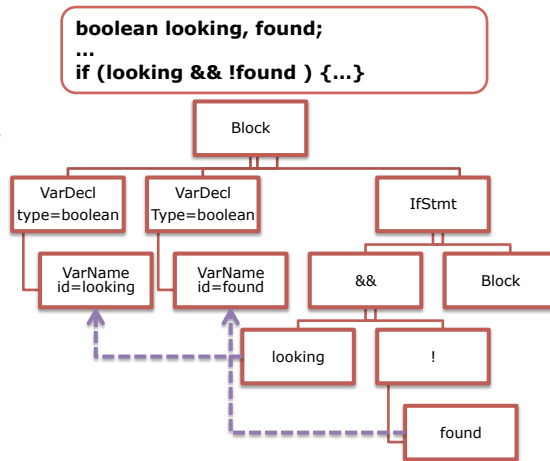 boolean looking, found;
...
if (looking && !found ) {...}
Block
VarDecl
type=boolean
VarDecl
Type=boolean
IfStmt
VarName
id=looking
VarName
id=found
&&
Block
looking
!
found